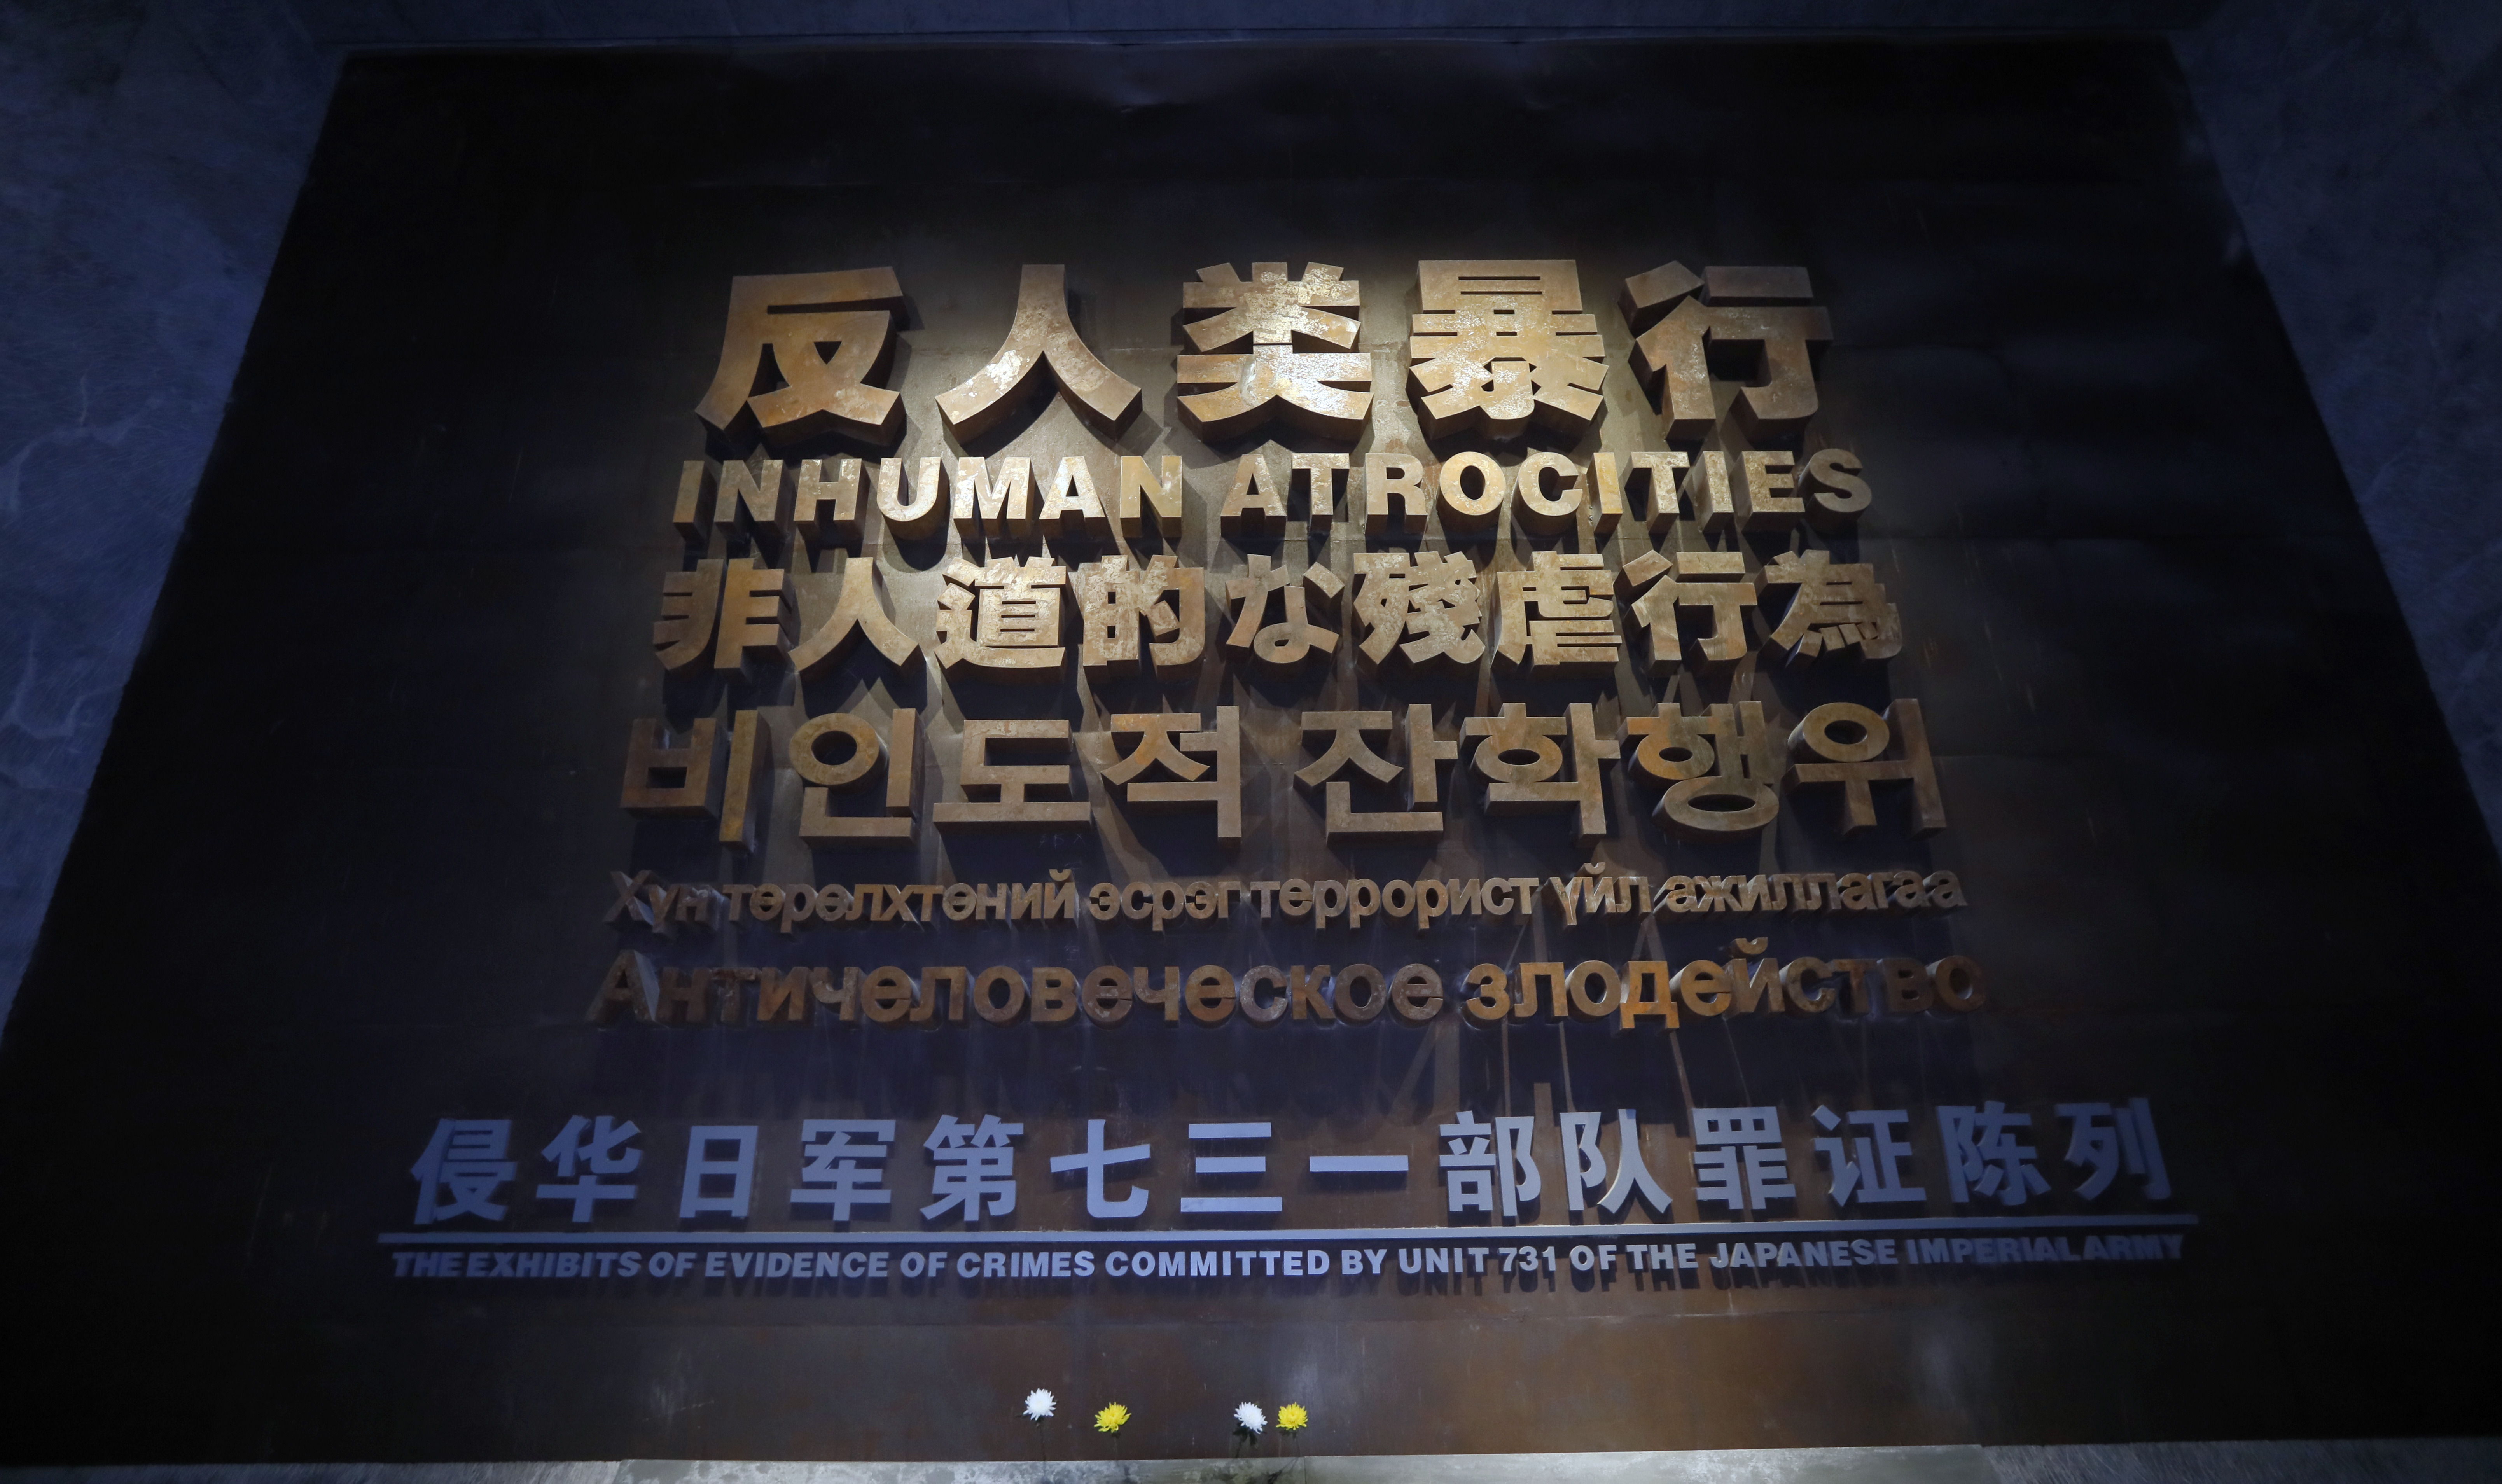 反人类暴行
INHUMAN ATROCITIES
非人道的な殘虐行為
비인도적 잔학행위
Хүн төрөлхтөний эсрэг террорист үйл ажиллагаа
Античеловеческое злодейство
侵华日军第七三一部队罪证陈列
THE EXHIBITS OF EVIDENCE OF CRIMES COMMITTED BY UNIT 731 OF THE JAPANESE IMPERIAL ARMY